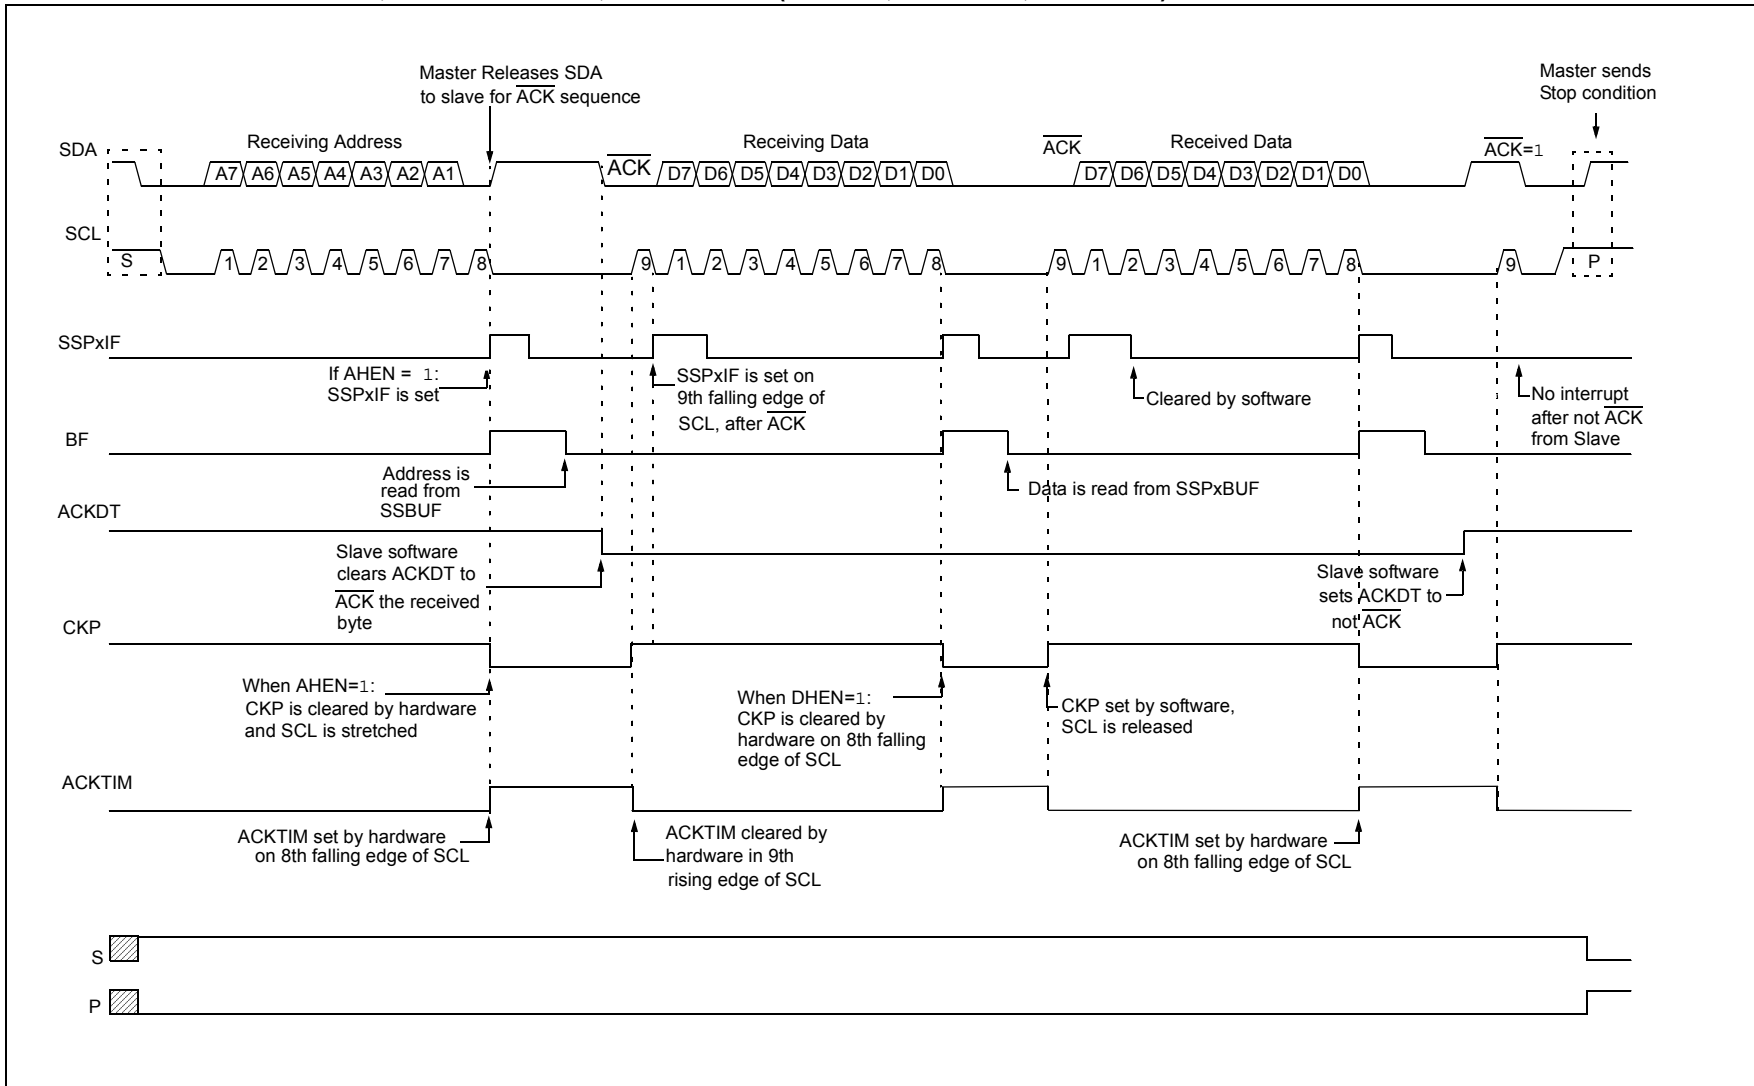 Master Releases SDA
to slave for ACK sequence
Master sends
Stop condition
SDA
Receiving Address
A7 A6 A5 A4 A3 A2 A1
ACK
Receiving Data
D7 D6 D5 D4 D3 D2 D1 D0
ACK
Received Data
D7 D6 D5 D4 D3 D2 D1 D0
ACK=1
SCL
S
1 2 3 4 5 6 7 8
9 1 2 3 4 5 6 7 8
9 1 2 3 4 5 6 7 8
9
P
SSPxIF
If AHEN = 1:
SSPxIF is set
SSPxIF is set on
9th falling edge of
SCL, after ACK
Cleared by software
No interrupt
after not ACK
from Slave
BF
Address is
read from
SSBUF
Data is read from SSPxBUF
ACKDT
Slave software
clears ACKDT to
ACK the received
byte
Slave software
sets ACKDT to
not ACK
CKP
When AHEN=1:
CKP is cleared by hardware
and SCL is stretched
When DHEN=1:
CKP is cleared by
hardware on 8th falling
edge of SCL
CKP set by software,
SCL is released
ACKTIM
ACKTIM set by hardware
on 8th falling edge of SCL
ACKTIM cleared by
hardware in 9th
rising edge of SCL
ACKTIM set by hardware
on 8th falling edge of SCL
S
P